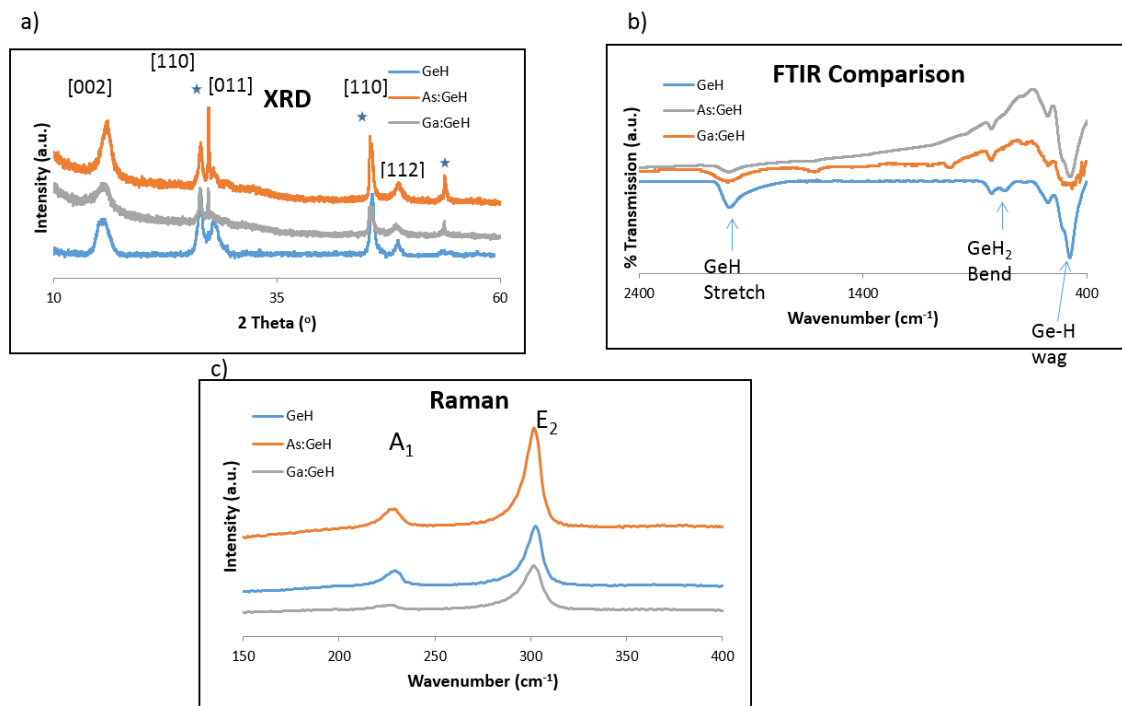 a)
[110]
[002]
[011]
XRD
[110]
[112]
GeH
As:GeH
Ga:GeH
Intensity (a.u.)
10
35
60
2 Theta (º)
b)
FTIR Comparison
GeH
As:GeH
Ga:GeH
% Transmission (a.u.)
GeH
Stretch
GeH₂
Bend
Ge-H
wag
2400
1400
400
Wavenumber (cm⁻¹)
c)
Raman
GeH
As:GeH
Ga:GeH
A₁
E₂
Intensity (a.u.)
150
200
250
300
350
400
Wavenumber (cm⁻¹)